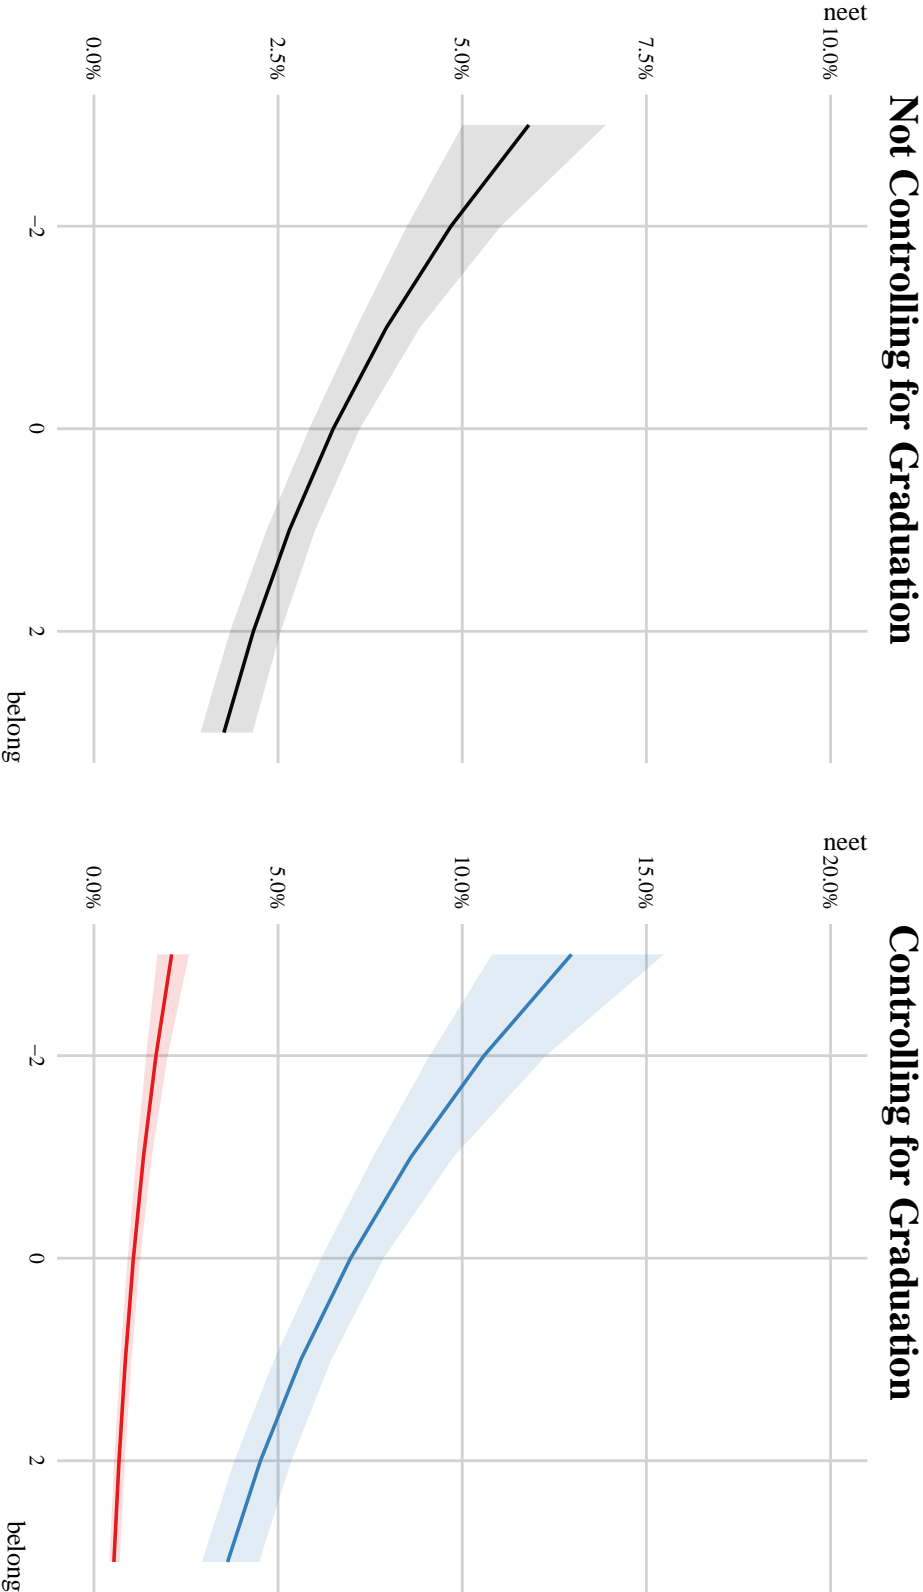 Not Controlling for Graduation
neet
10.0%
7.5%
5.0%
2.5%
0.0%
−2
0
2
belong
Controlling for Graduation
neet
20.0%
15.0%
10.0%
5.0%
0.0%
−2
0
2
belong